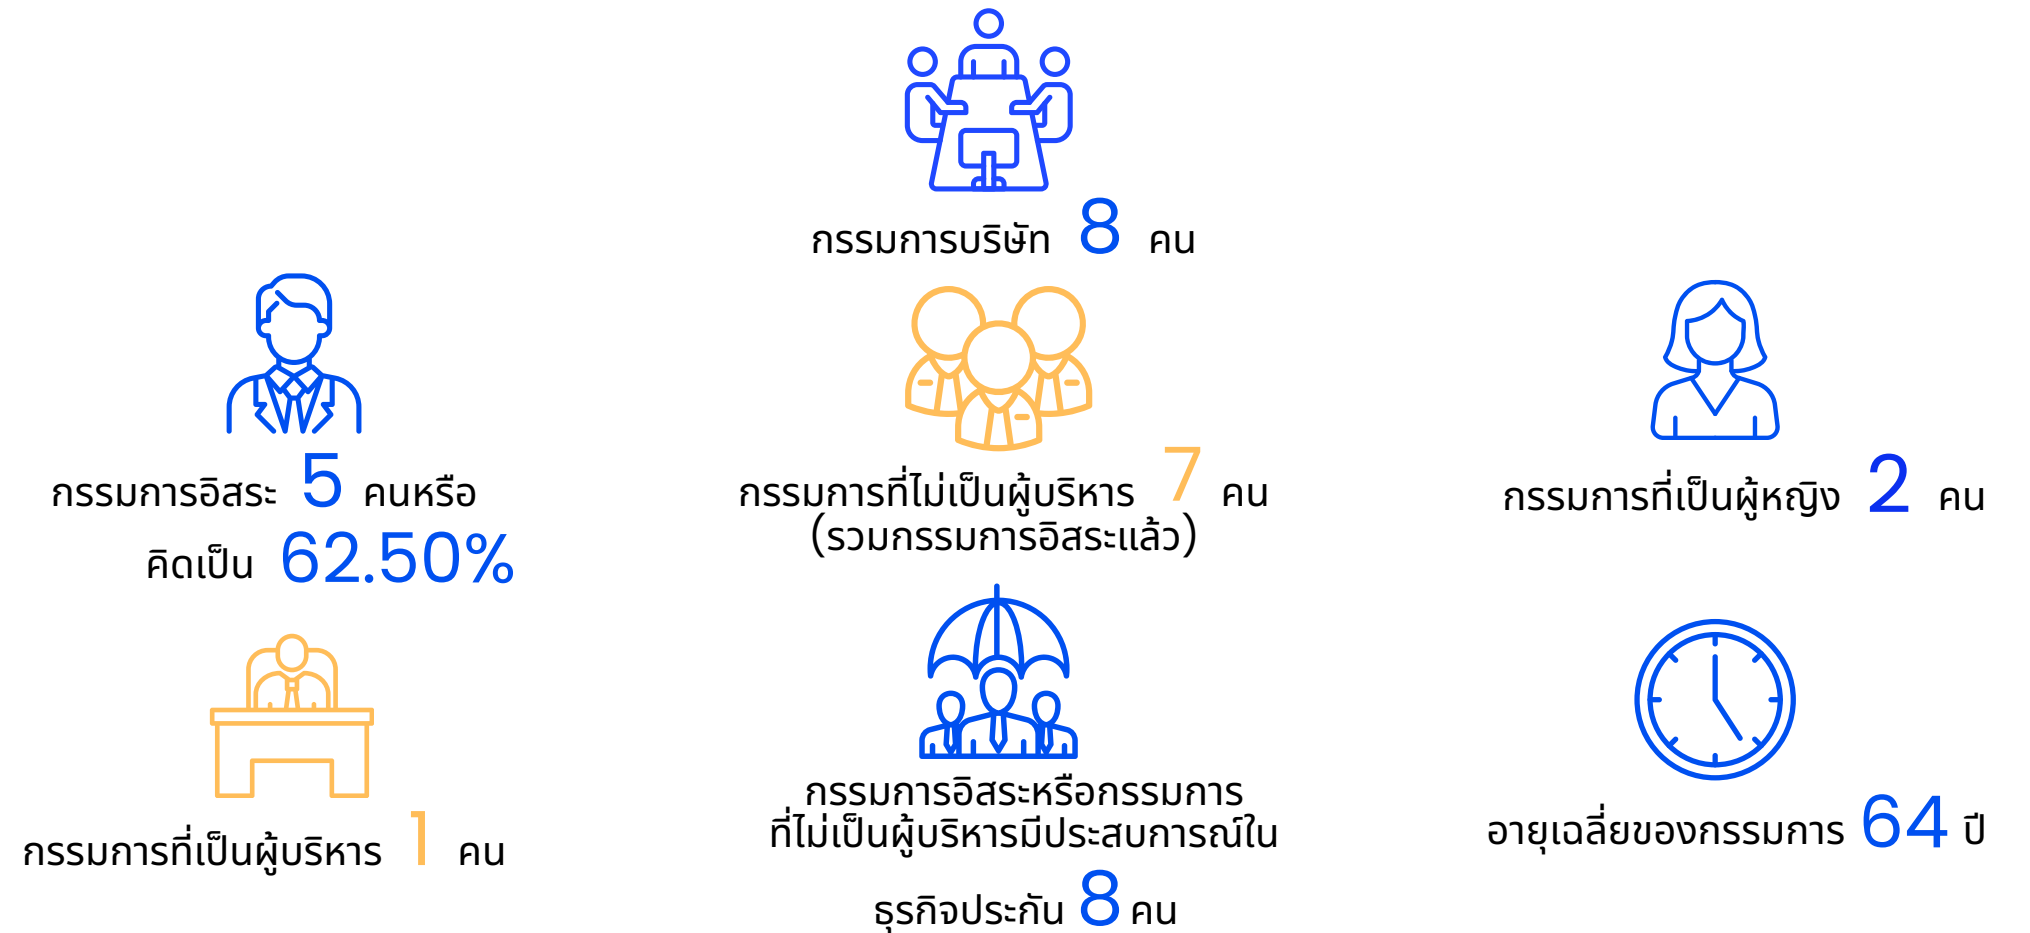 กรรมการบริษัท 8 คน
กรรมการอิสระ 5 คนหรือ
คิดเป็น 62.50%
กรรมการที่ไม่เป็นผู้บริหาร 7 คน
(รวมกรรมการอิสระแล้ว)
กรรมการที่เป็นผู้หญิง 2 คน
กรรมการที่เป็นผู้บริหาร 1 คน
กรรมการอิสระหรือกรรมการ
ที่ไม่เป็นผู้บริหารมีประสบการณ์ใน
ธุรกิจประกัน 8 คน
อายุเฉลี่ยของกรรมการ 64 ปี